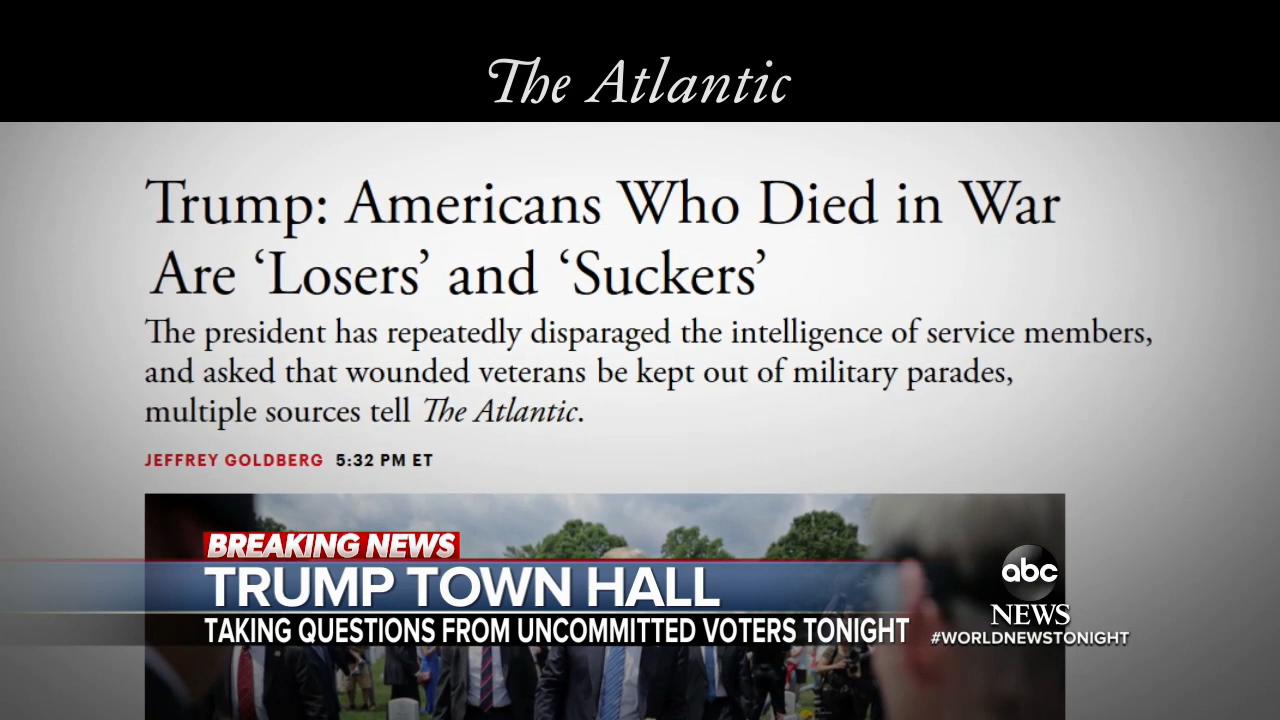 The Atlantic
Trump: Americans Who Died in War
Are ‘Losers’ and ‘Suckers’
The president has repeatedly disparaged the intelligence of service members,
and asked that wounded veterans be kept out of military parades,
multiple sources tell The Atlantic.
JEFFREY GOLDBERG 5:32 PM ET
BREAKING NEWS
TRUMP TOWN HALL
TAKING QUESTIONS FROM UNCOMMITTED VOTERS TONIGHT
abc
NEWS
#WORLDNEWSTONIGHT